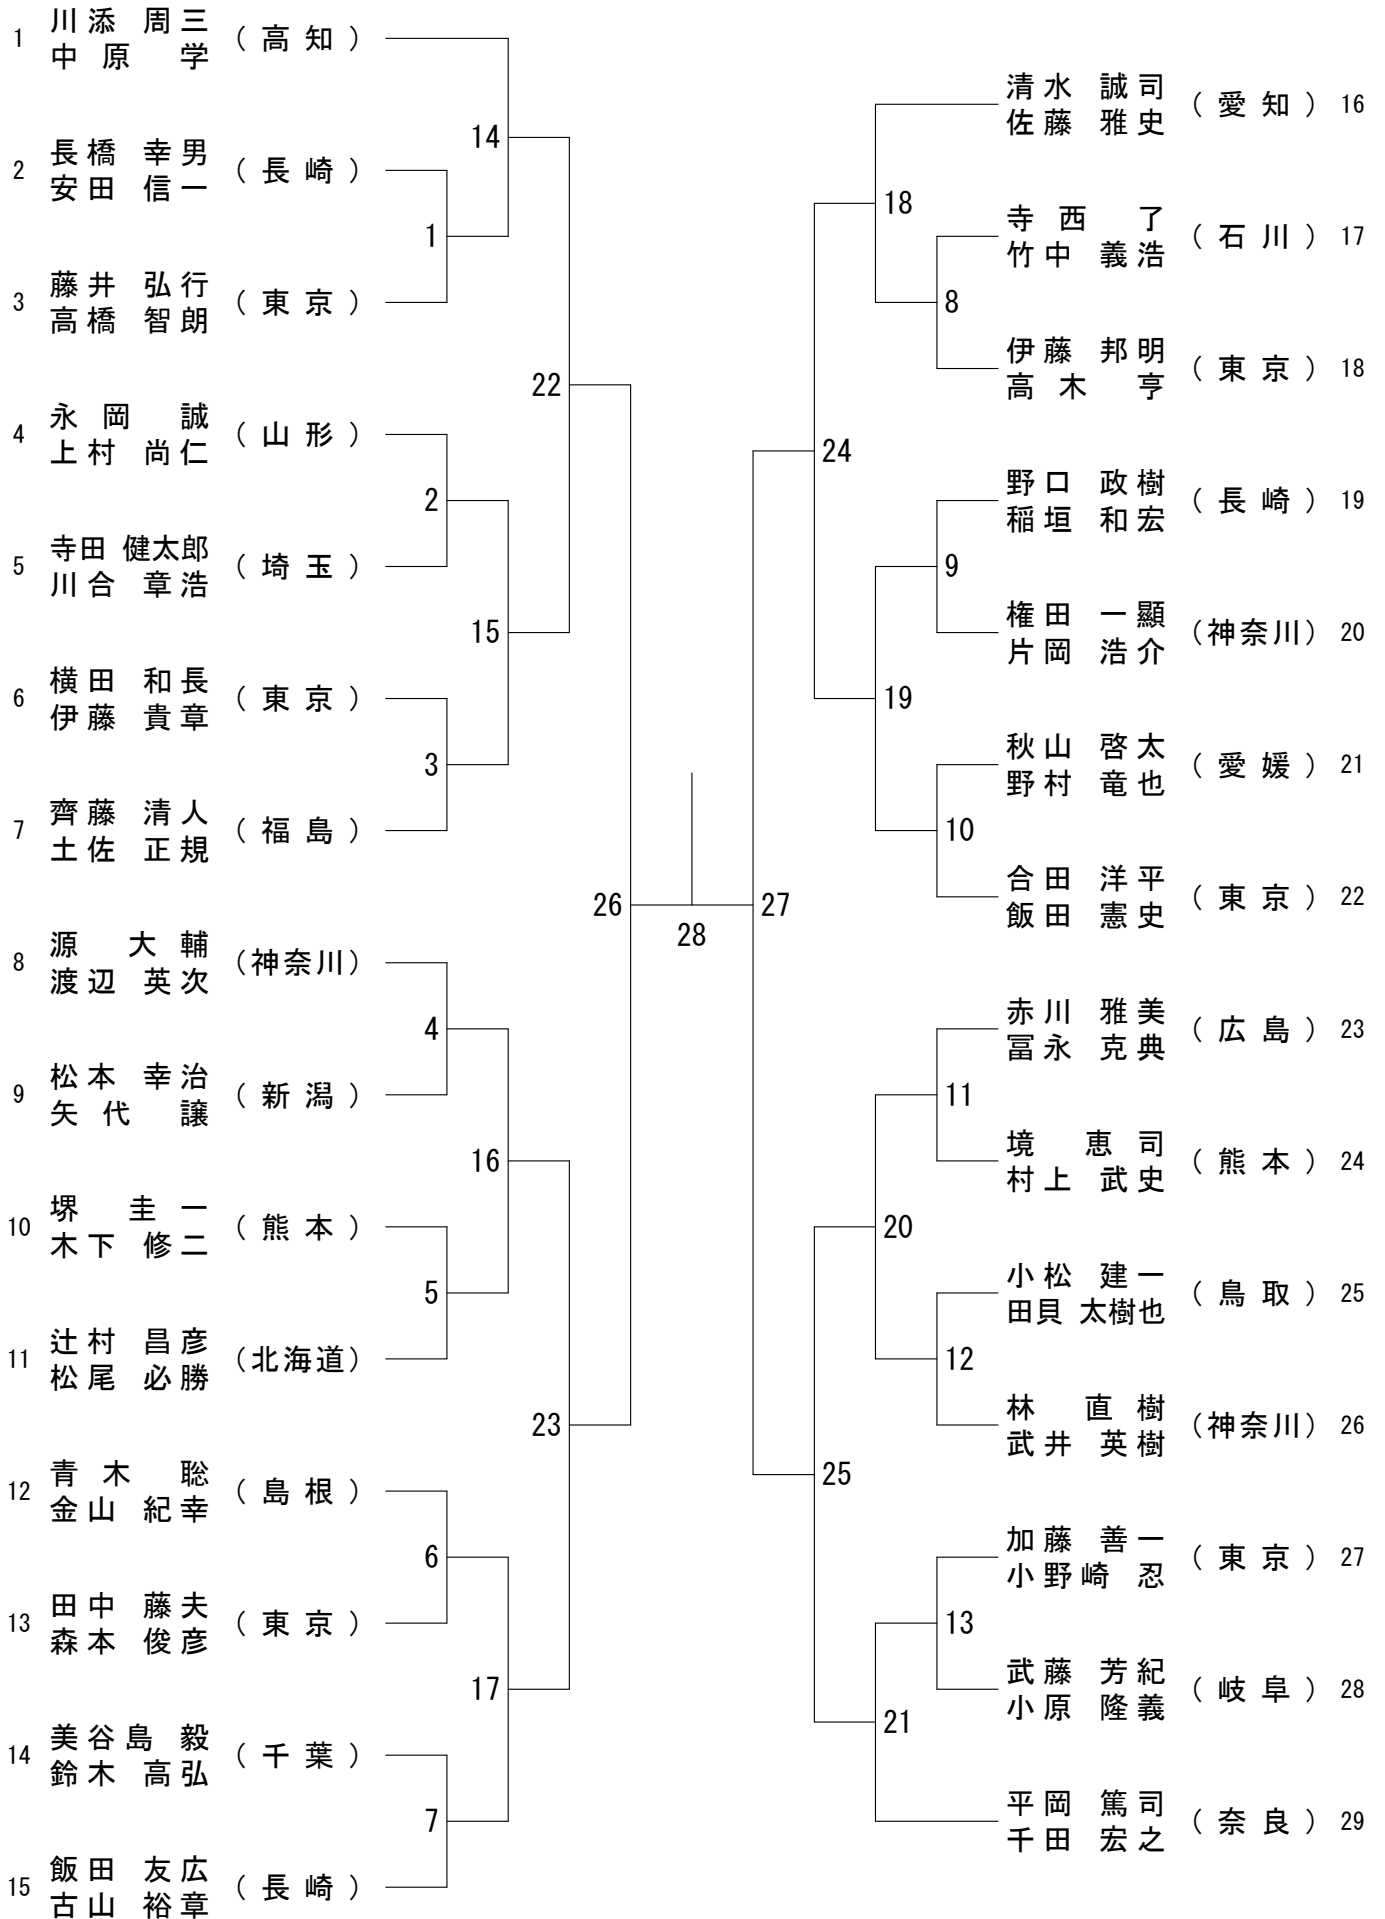 1 川添 周三 (高知)
中原 学
2 長橋 幸男 (長崎)
安田 信一
3 藤井 弘行 (東京)
高橋 智朗
4 永岡 誠 (山形)
上村 尚仁
5 寺田 健太郎 (埼玉)
川合 章浩
6 横田 和長 (東京)
伊藤 貴章
7 齊藤 清人 (福島)
土佐 正規
8 源 大輔 (神奈川)
渡辺 英次
9 松本 幸治 (新潟)
矢代 譲
10 堺 圭一 (熊本)
木下 修二
11 辻村 昌彦 (北海道)
松尾 必勝
12 青木 聡 (島根)
金山 紀幸
13 田中 藤夫 (東京)
森本 俊彦
14 美谷島 毅 (千葉)
鈴木 高弘
15 飯田 友広 (長崎)
古山 裕章
1
2
3
4
5
6
7
14
15
16
17
22
23
26
28
27
24
25
18
19
20
21
8
9
10
11
12
13
清水 誠司 (愛知) 16
佐藤 雅史
寺西 了 (石川) 17
竹中 義浩
伊藤 邦明 (東京) 18
高木 亨
野口 政樹 (長崎) 19
稲垣 和宏
権田 一顯 (神奈川) 20
片岡 浩介
秋山 啓太 (愛媛) 21
野村 竜也
合田 洋平 (東京) 22
飯田 憲史
赤川 雅美 (広島) 23
冨永 克典
境 恵司 (熊本) 24
村上 武史
小松 建一 (鳥取) 25
田貝 太樹也
林 直樹 (神奈川) 26
武井 英樹
加藤 善一 (東京) 27
小野崎 忍
武藤 芳紀 (岐阜) 28
小原 隆義
平岡 篤司 (奈良) 29
千田 宏之